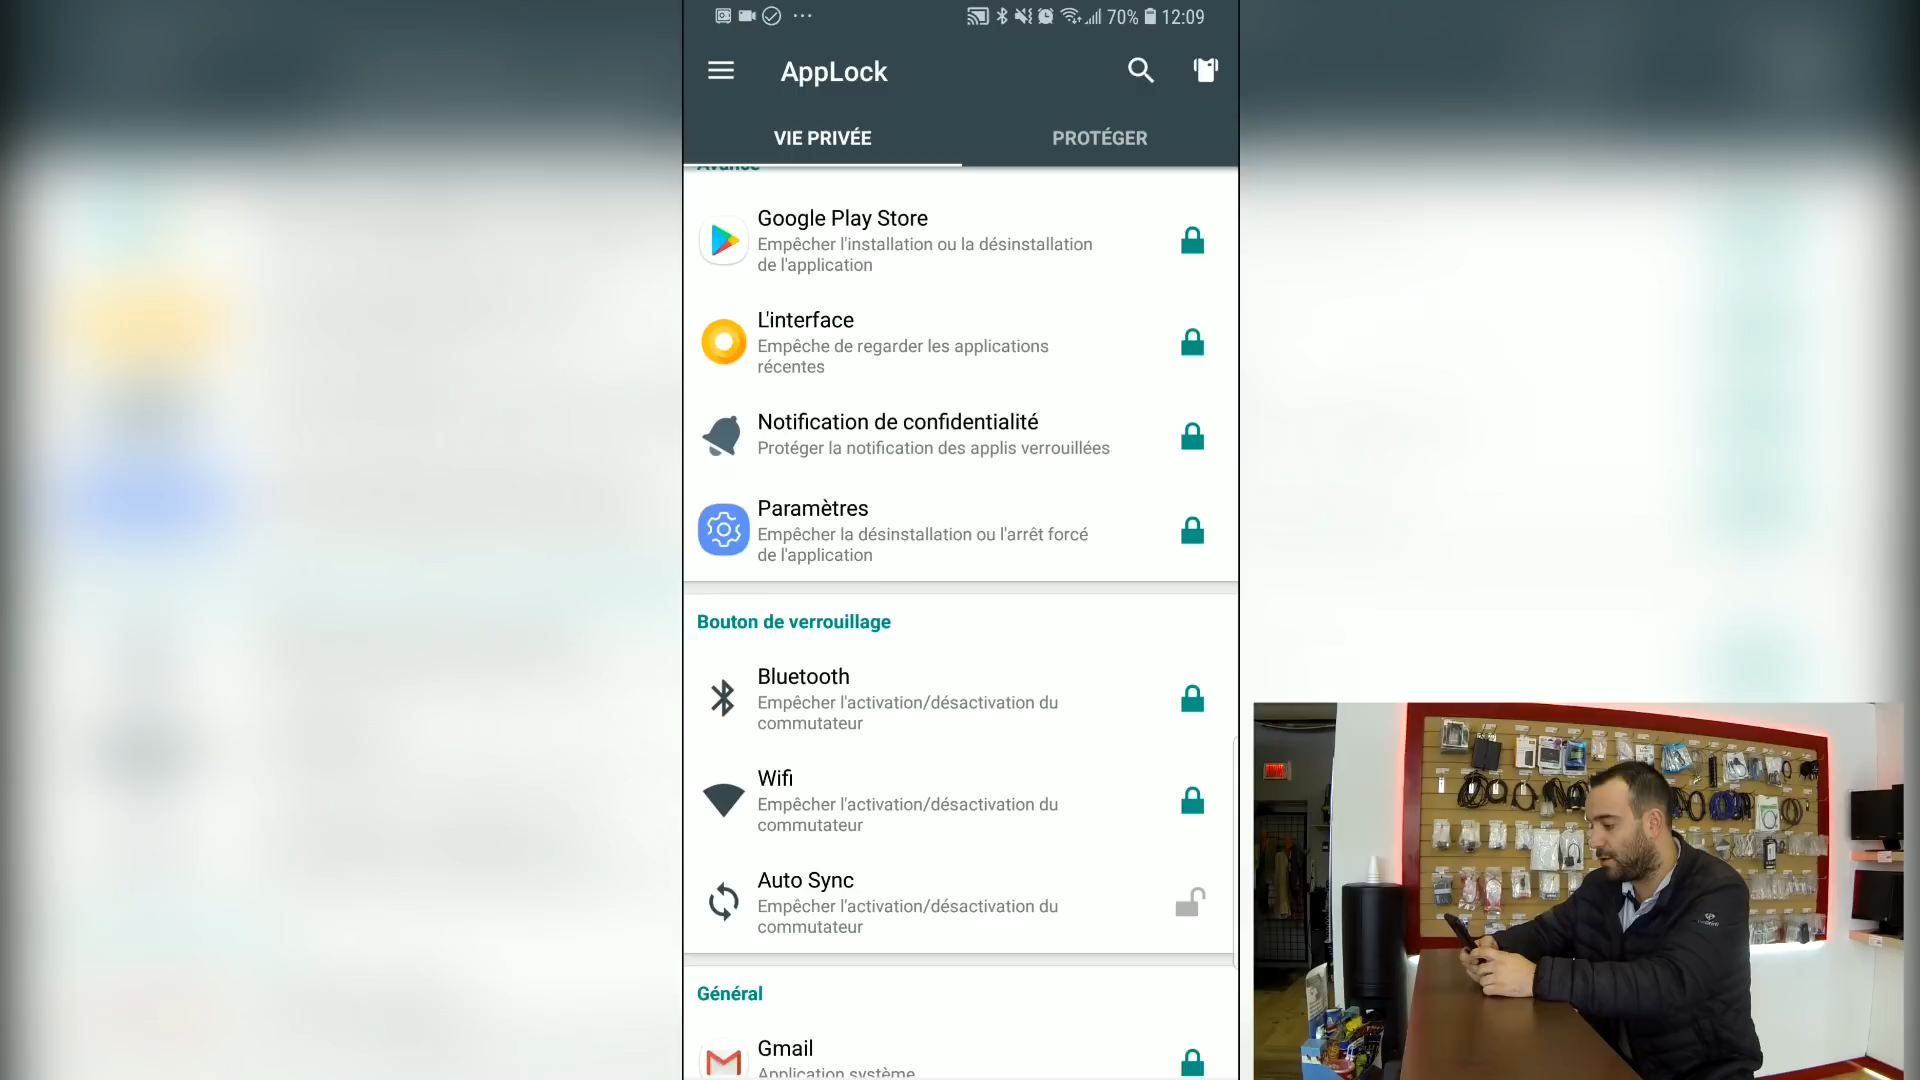 70% 12:09
AppLock
VIE PRIVÉE
PROTÉGER
Avancé
Google Play Store
Empêcher l'installation ou la désinstallation
de l'application
L'interface
Empêche de regarder les applications
récentes
Notification de confidentialité
Protéger la notification des applis verrouillées
Paramètres
Empêcher la désinstallation ou l'arrêt forcé
de l'application
Bouton de verrouillage
Bluetooth
Empêcher l'activation/désactivation du
commutateur
Wifi
Empêcher l'activation/désactivation du
commutateur
Auto Sync
Empêcher l'activation/désactivation du
commutateur
Général
Gmail
Application système